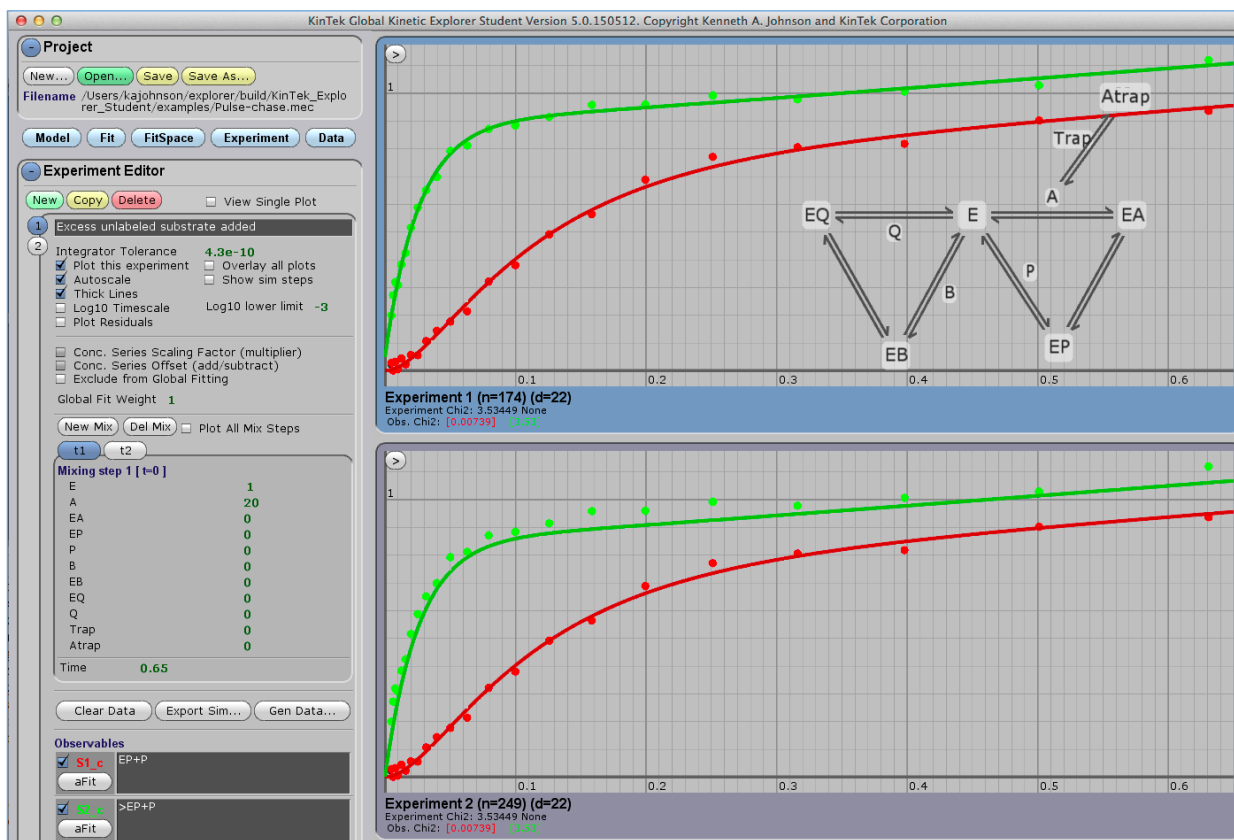 KinTek Global Kinetic Explorer Student Version 5.0.150512. Copyright Kenneth A. Johnson and KinTek Corporation
- Project
New... Open... Save Save As...
Filename /Users/kajohnson/explorer/build/KinTek_Explo
rer_Student/examples/Pulse-chase.mec
Model Fit FitSpace Experiment Data
- Experiment Editor
New Copy Delete View Single Plot
1 Excess unlabeled substrate added
2
Integrator Tolerance 4.3e-10
Plot this experiment Overlay all plots
Autoscale Show sim steps
Thick Lines
Log10 Timescale Log10 lower limit -3
Plot Residuals
Conc. Series Scaling Factor (multiplier)
Conc. Series Offset (add/subtract)
Exclude from Global Fitting
Global Fit Weight 1
New Mix Del Mix Plot All Mix Steps
t1 t2
Mixing step 1 [ t=0 ]
E 1
A 20
EA 0
EP 0
P 0
B 0
EB 0
EQ 0
Q 0
Trap 0
Atrap 0
Time 0.65
Clear Data Export Sim... Gen Data...
Observables
S1_c EP+P
aFit
>EP+P
aFit
>
1
Atrap
Trap
A
EQ E EA
Q
P
B
EB EP
0.1 0.2 0.3 0.4 0.5 0.6
Experiment 1 (n=174) (d=22)
Experiment Chi2: 3.53449 None
Obs. Chi2: [0.00739]
>
1
0.1 0.2 0.3 0.4 0.5 0.6
Experiment 2 (n=249) (d=22)
Experiment Chi2: 3.53449 None
Obs. Chi2: [0.00739]